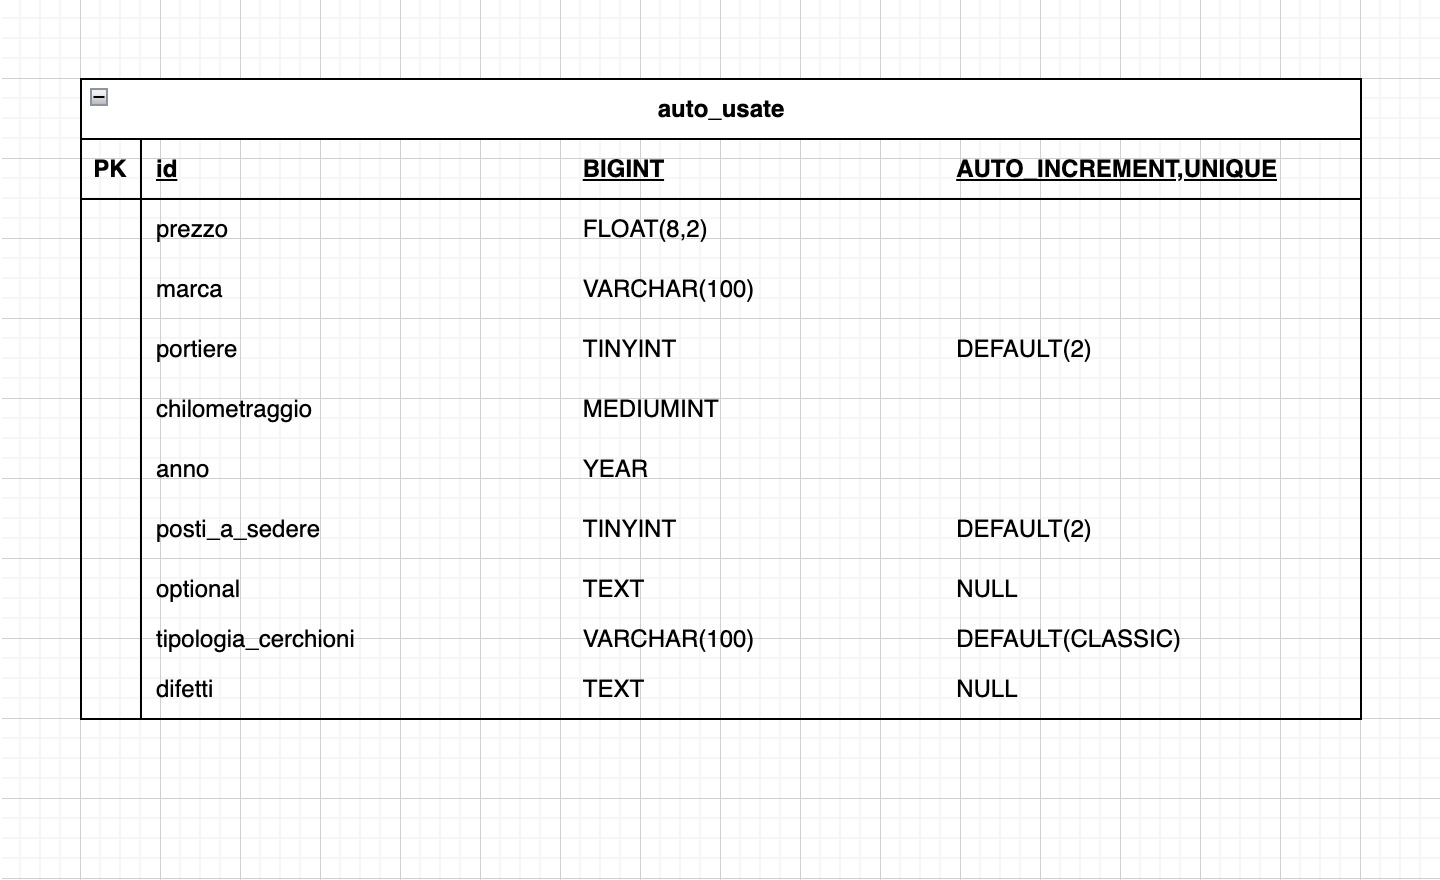 auto_usate
PK id BIGINT AUTO_INCREMENT,UNIQUE
prezzo FLOAT(8,2)
marca VARCHAR(100)
portiere TINYINT DEFAULT(2)
chilometraggio MEDIUMINT
anno YEAR
posti_a_sedere TINYINT DEFAULT(2)
optional TEXT NULL
tipologia_cerchioni VARCHAR(100) DEFAULT(CLASSIC)
difetti TEXT NULL